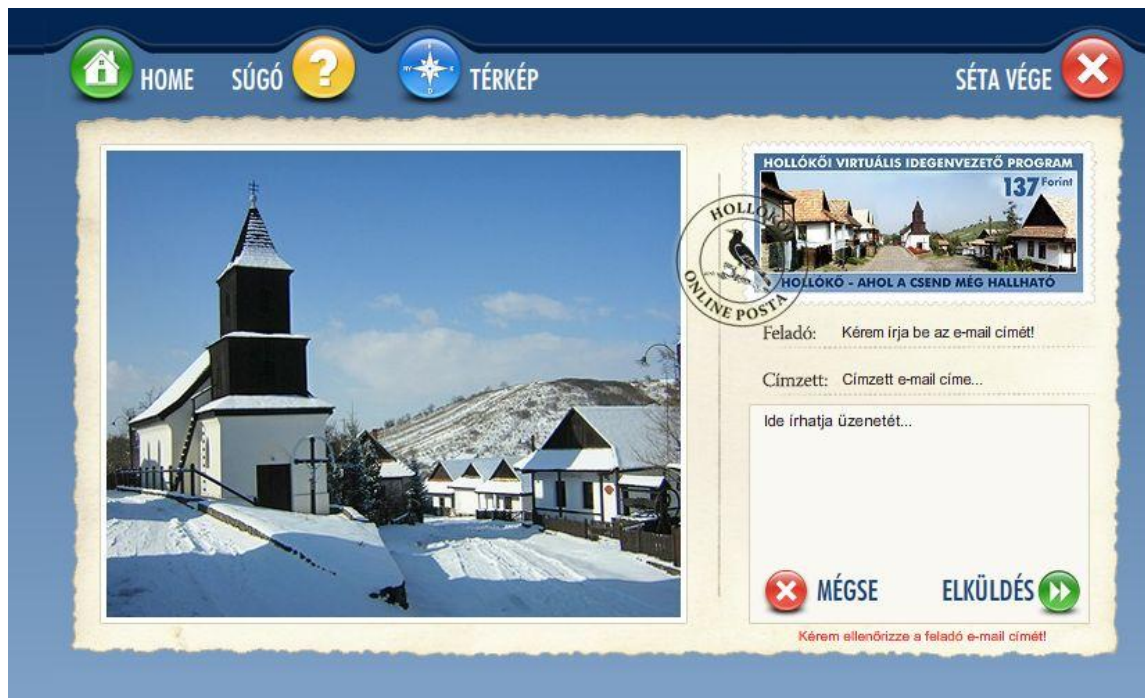 HOME
SÚGÓ
TÉRKÉP
SÉTA VÉGE
HOLLÓKŐI VIRTUÁLIS IDEGENVEZETŐ PROGRAM
137 Forint
HOLLÓKŐ - AHOL A CSEND MÉG HALLHATÓ
HOLLÓKŐ
ONLINE POSTA
Feladó: Kérem írja be az e-mail címét!
Címzett: Címzett e-mail címe...
Ide írhatja üzenetét...
MÉGSE
ELKÜLDÉS
Kérem ellenőrizze a feladó e-mail címét!